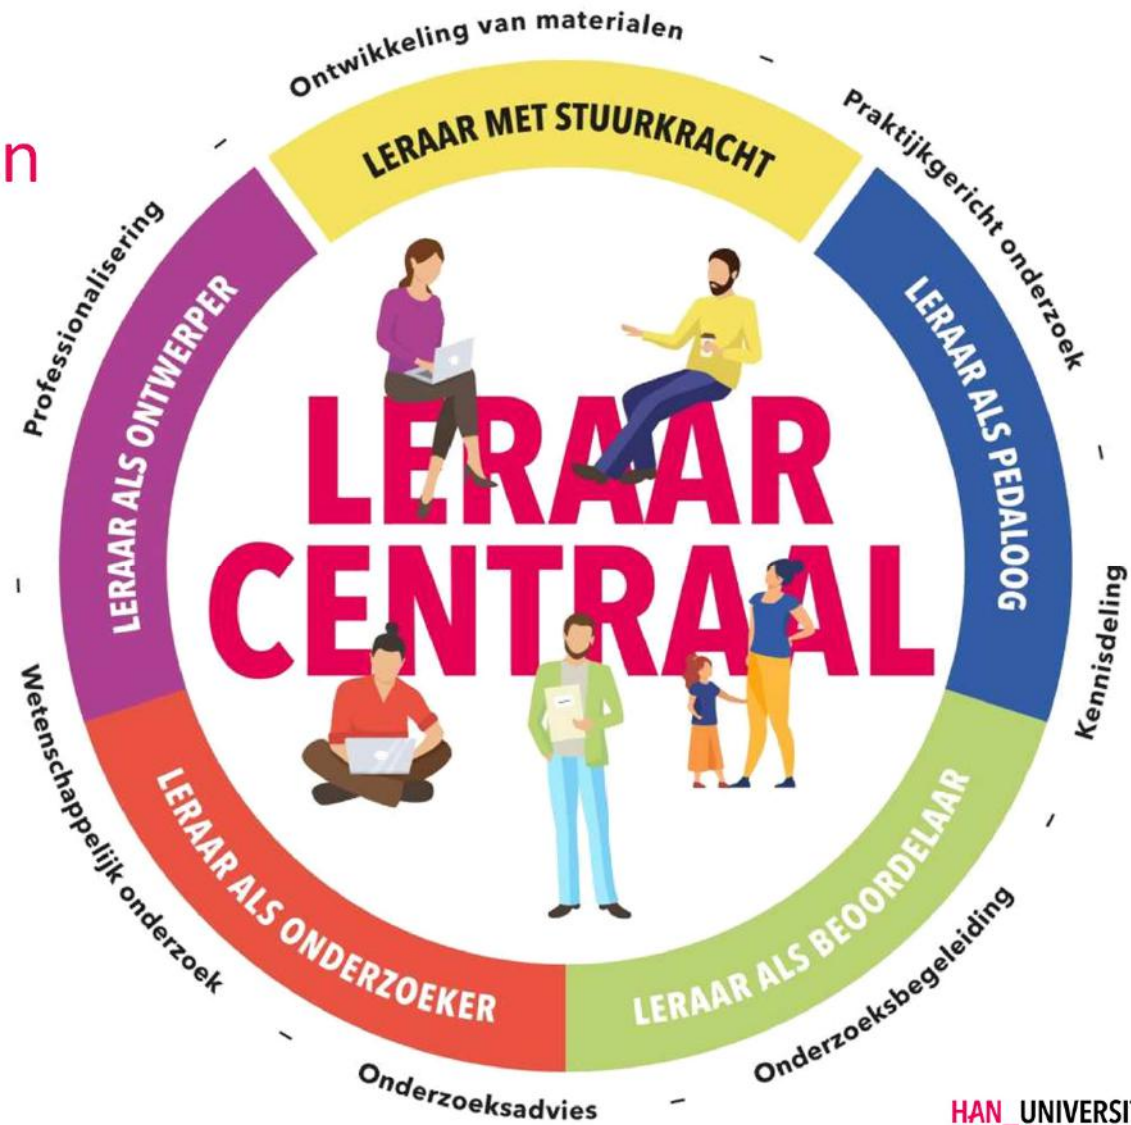 n
Ontwikkeling van materialen
–
Praktijkgericht onderzoek
–
Kennisdeling
–
Onderzoeksbegeleiding
–
Onderzoeksadvies
–
Wetenschappelijk onderzoek
–
Professionalisering
–
LERAAR MET STUURKRACHT
LERAAR ALS PEDALOOG
LERAAR ALS BEOORDELAAR
LERAAR ALS ONDERZOEKER
LERAAR ALS ONTWERPER
LERAAR
CENTRAAL
HAN_UNIVERSIT